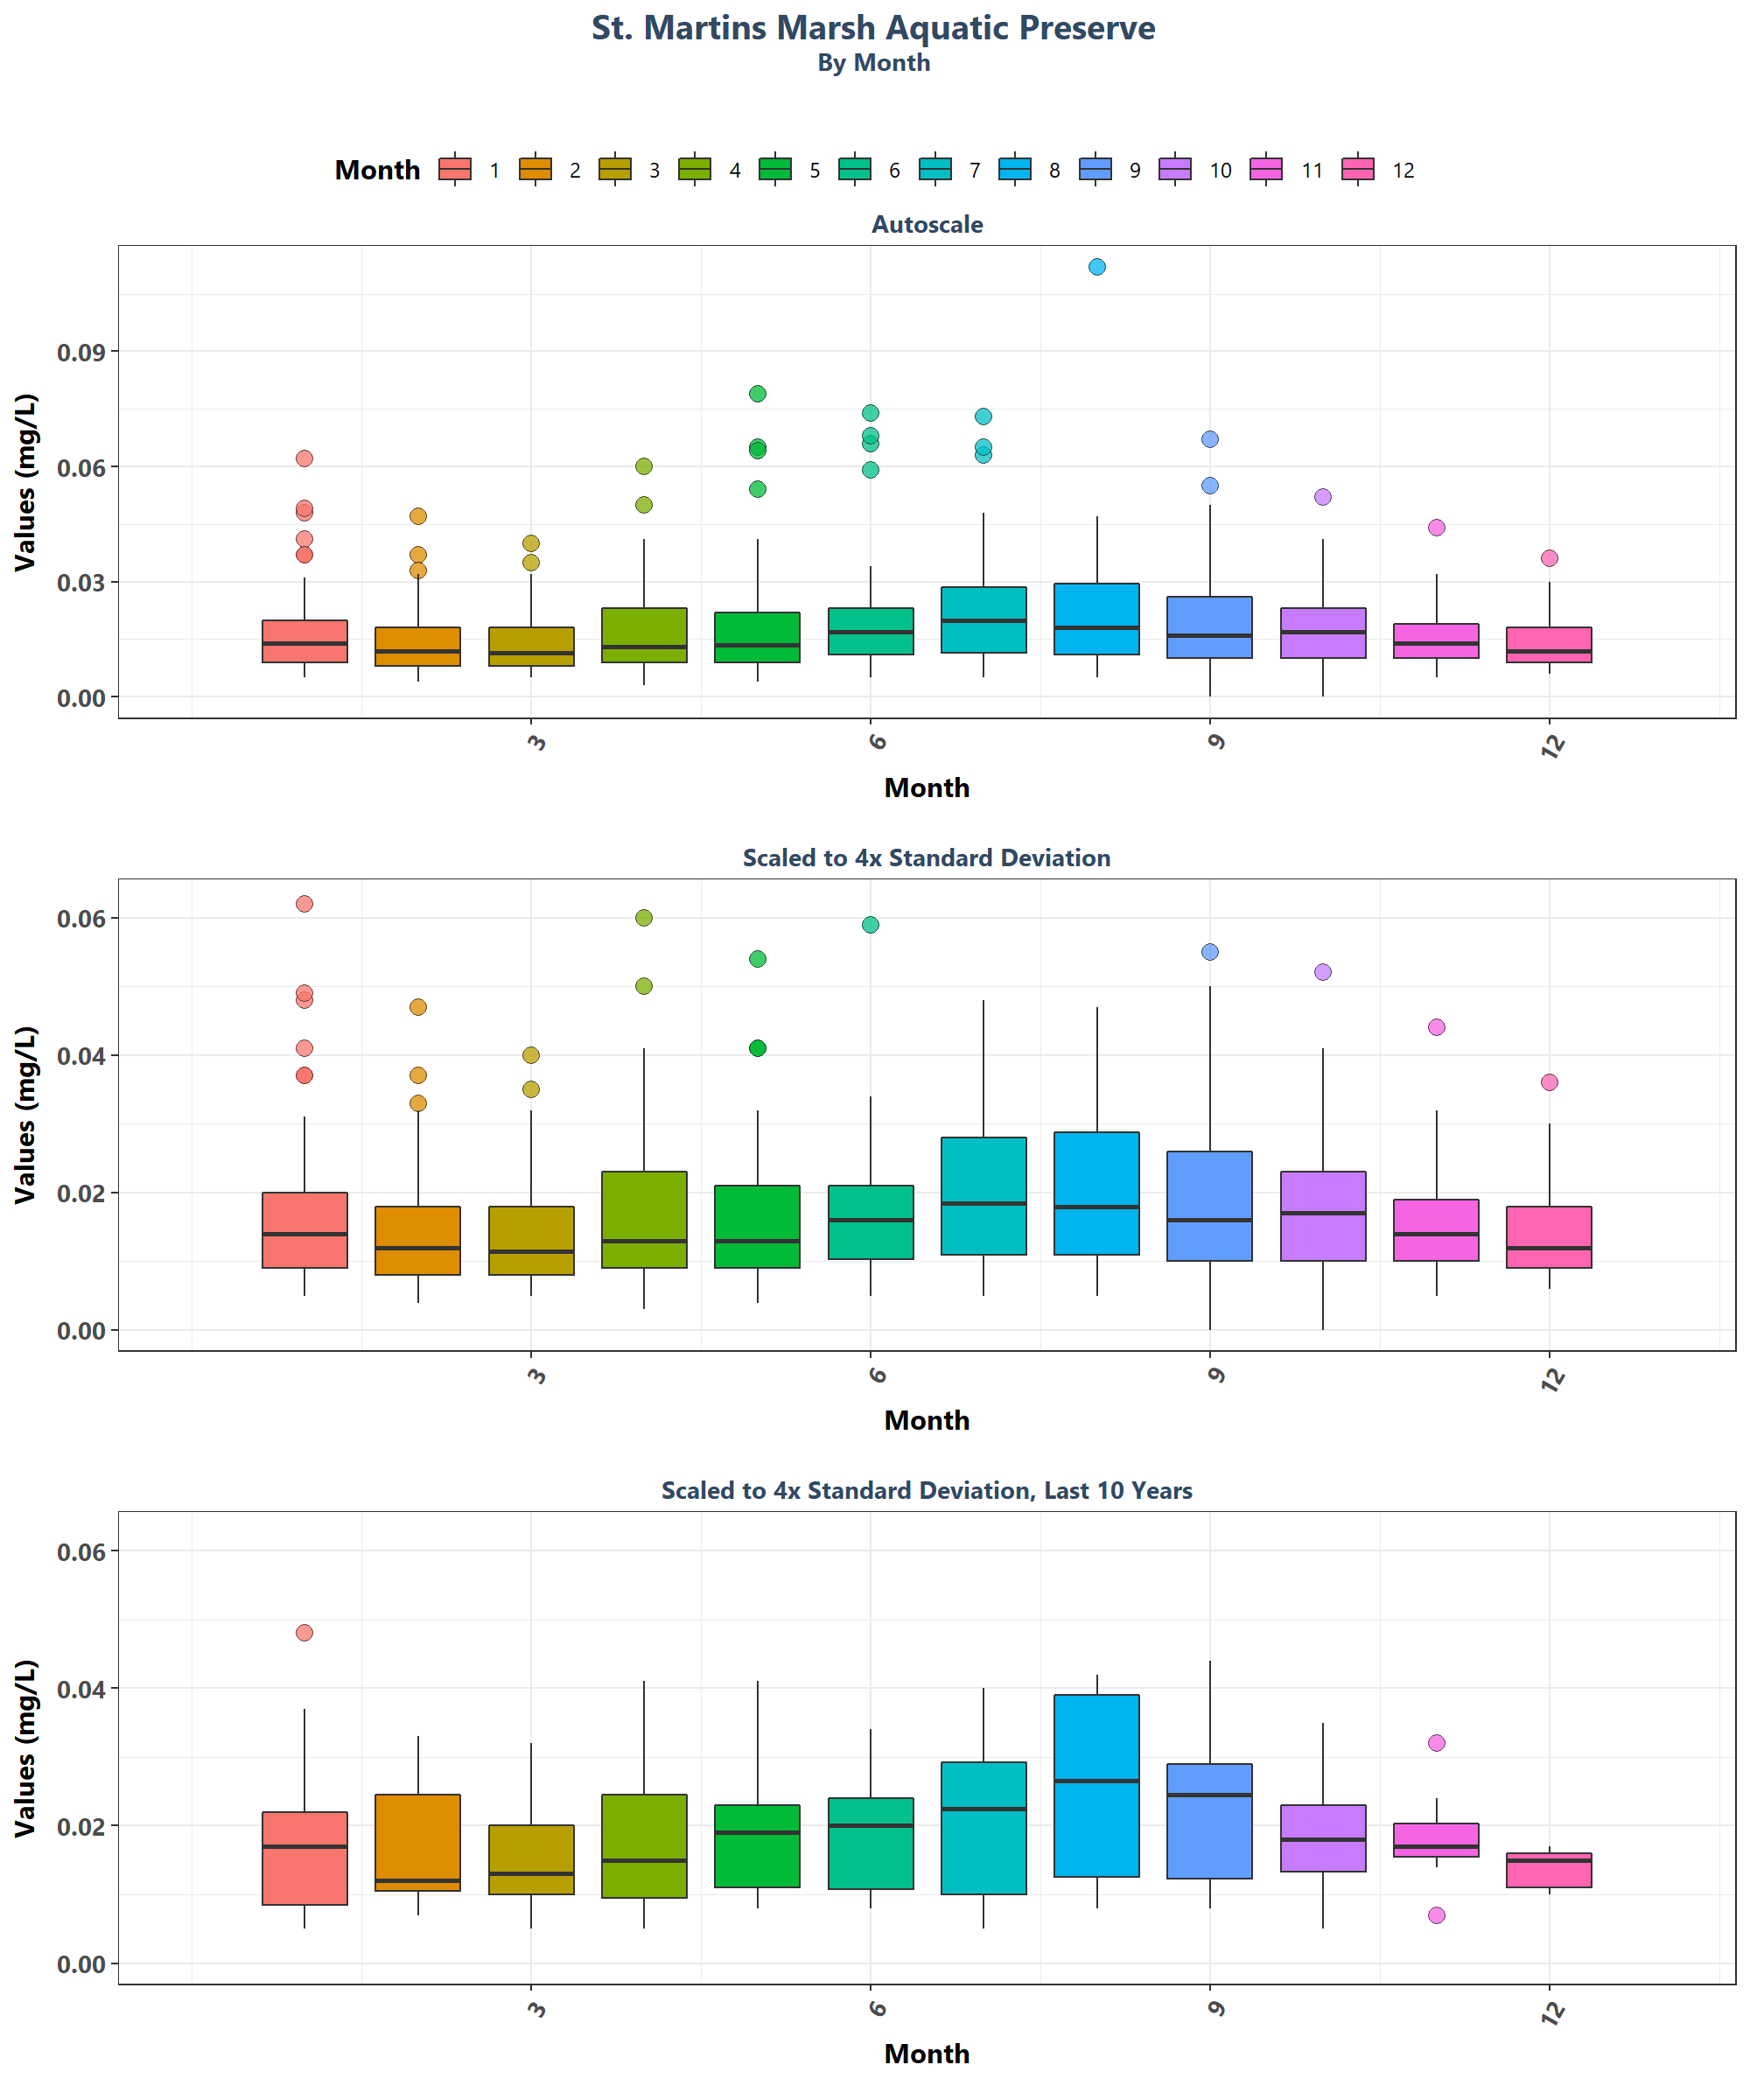 St. Martins Marsh Aquatic Preserve
By Month
Month 1 2 3 4 5 6 7 8 9 10 11 12
Autoscale
Values (mg/L)
0.09
0.06
0.03
0.00
3 6 9 12
Month
Scaled to 4x Standard Deviation
Values (mg/L)
0.06
0.04
0.02
0.00
3 6 9 12
Month
Scaled to 4x Standard Deviation, Last 10 Years
Values (mg/L)
0.06
0.04
0.02
0.00
3 6 9 12
Month